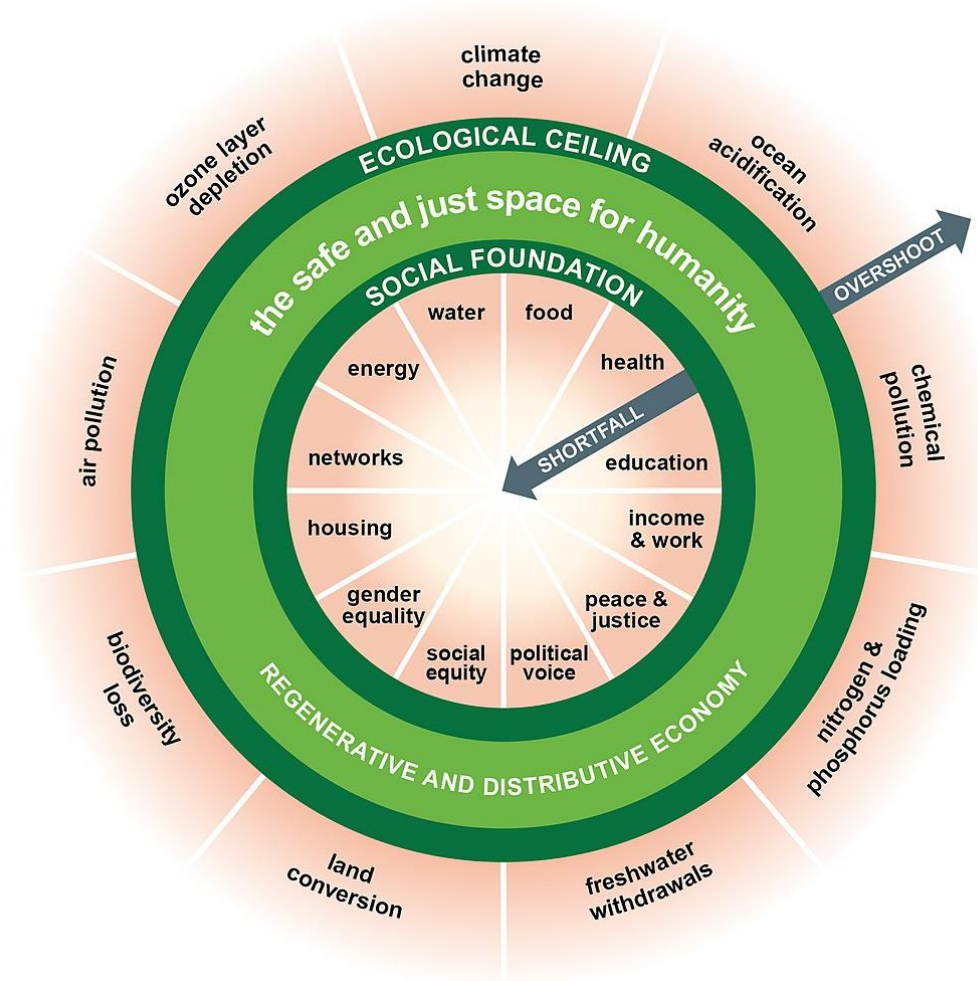 climate
change
ocean
acidification
OVERSHOOT
chemical
pollution
nitrogen &
phosphorus loading
freshwater
withdrawals
land
conversion
biodiversity
loss
air pollution
ozone layer
depletion
ECOLOGICAL CEILING
the safe and just space for humanity
SOCIAL FOUNDATION
water
food
energy
health
SHORTFALL
networks
education
housing
income
& work
gender
equality
peace &
justice
social
equity
political
voice
REGENERATIVE AND DISTRIBUTIVE ECONOMY